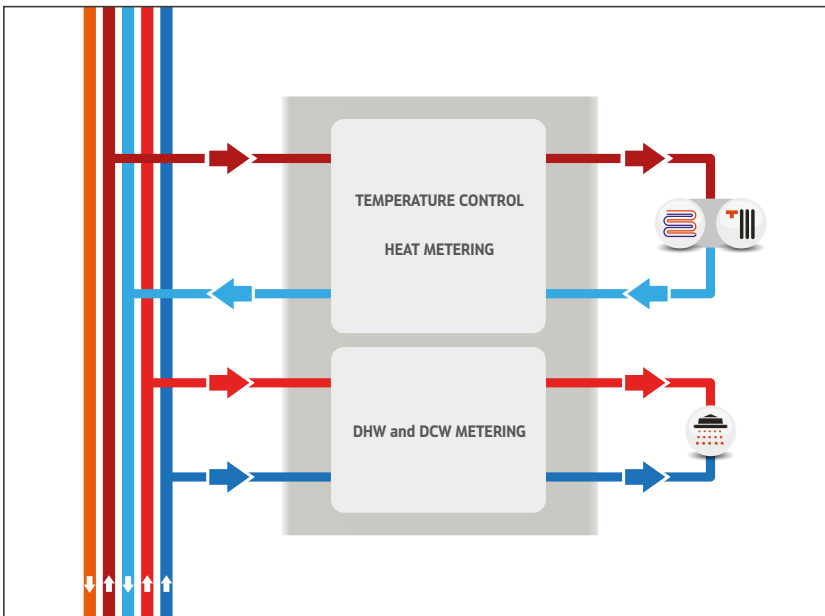 TEMPERATURE CONTROL
HEAT METERING
DHW and DCW METERING